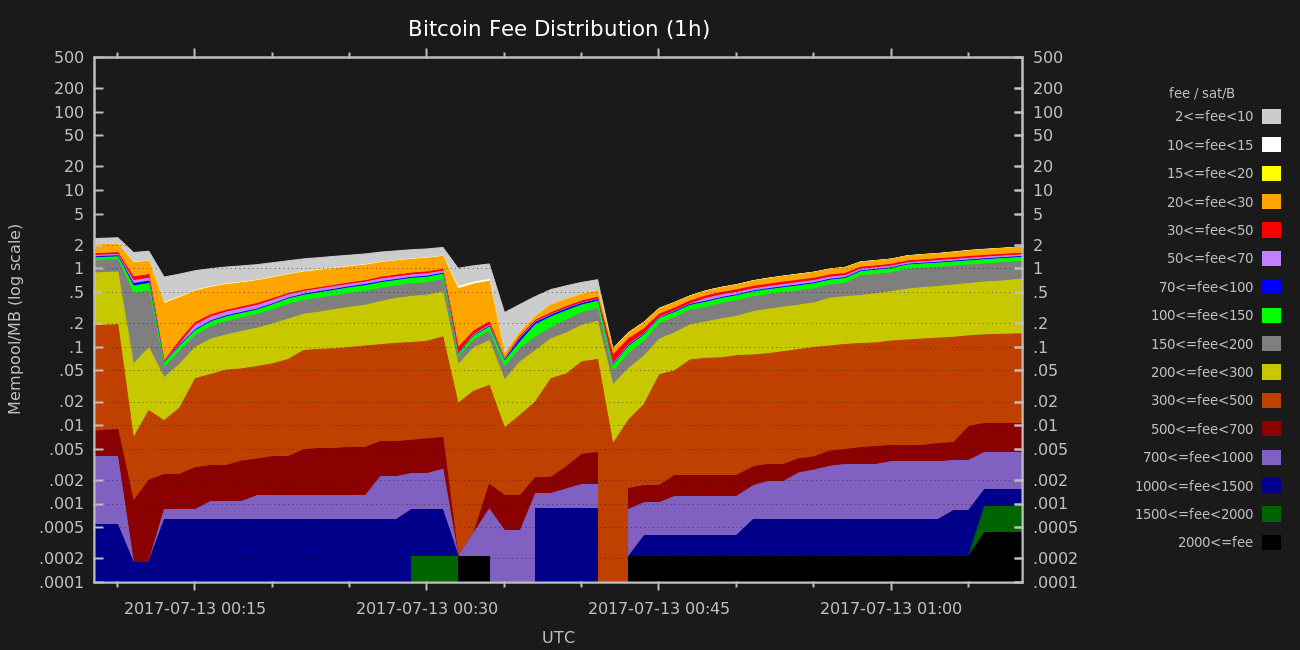 Bitcoin Fee Distribution (1h)
500 500
200 200
100 100
50 50
20 20
10 10
5 5
2 2
1 1
.5 .5
.2 .2
.1 .1
.05 .05
.02 .02
.01 .01
.005 .005
.002 .002
.001 .001
.0005 .0005
.0002 .0002
.0001 .0001
Mempool/MB (log scale)
2017-07-13 00:15 2017-07-13 00:30 2017-07-13 00:45 2017-07-13 01:00
UTC
fee / sat/B
2<=fee<10
10<=fee<15
15<=fee<20
20<=fee<30
30<=fee<50
50<=fee<70
70<=fee<100
100<=fee<150
150<=fee<200
200<=fee<300
300<=fee<500
500<=fee<700
700<=fee<1000
1000<=fee<1500
1500<=fee<2000
2000<=fee